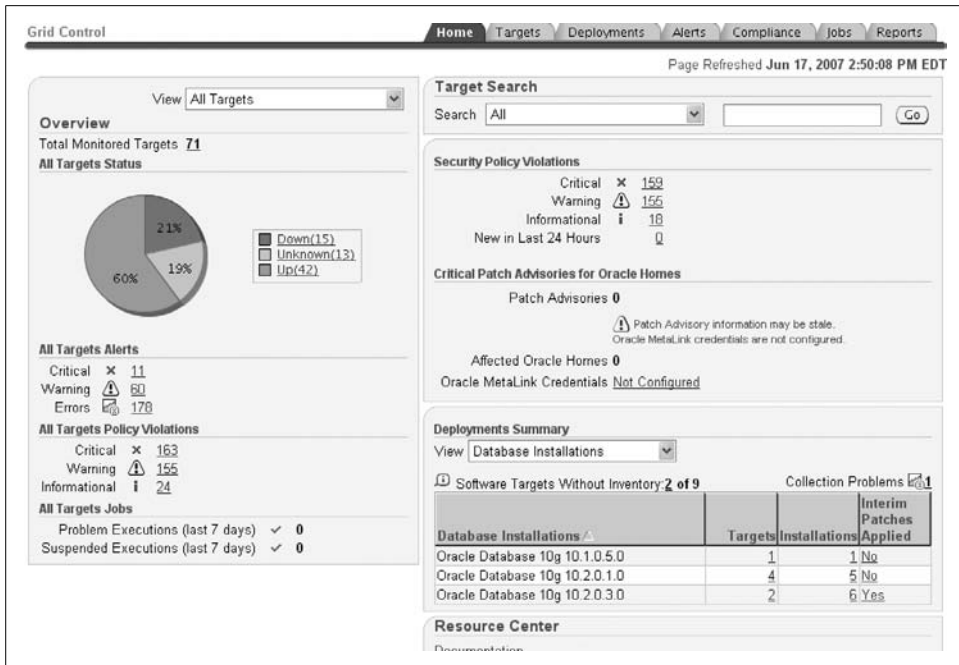 Grid Control
Home Targets Deployments Alerts Compliance Jobs Reports
Page Refreshed Jun 17, 2007 2:50:08 PM EDT
View All Targets
Overview
Total Monitored Targets 71
All Targets Status
21%
19%
60%
Down(15)
Unknown(13)
Up(42)
All Targets Alerts
Critical 11
Warning 60
Errors 178
All Targets Policy Violations
Critical 163
Warning 155
Informational 24
All Targets Jobs
Problem Executions (last 7 days) 0
Suspended Executions (last 7 days) 0
Target Search
Search All Go
Security Policy Violations
Critical 159
Warning 155
Informational 18
New in Last 24 Hours 0
Critical Patch Advisories for Oracle Homes
Patch Advisories 0
Patch Advisory information may be stale.
Oracle MetaLink credentials are not configured.
Affected Oracle Homes 0
Oracle MetaLink Credentials Not Configured
Deployments Summary
View Database Installations
Software Targets Without Inventory:2 of 9 Collection Problems 1
Database Installations Targets Installations Interim Patches Applied
Oracle Database 10g 10.1.0.5.0 1 1 No
Oracle Database 10g 10.2.0.1.0 4 5 No
Oracle Database 10g 10.2.0.3.0 2 6 Yes
Resource Center